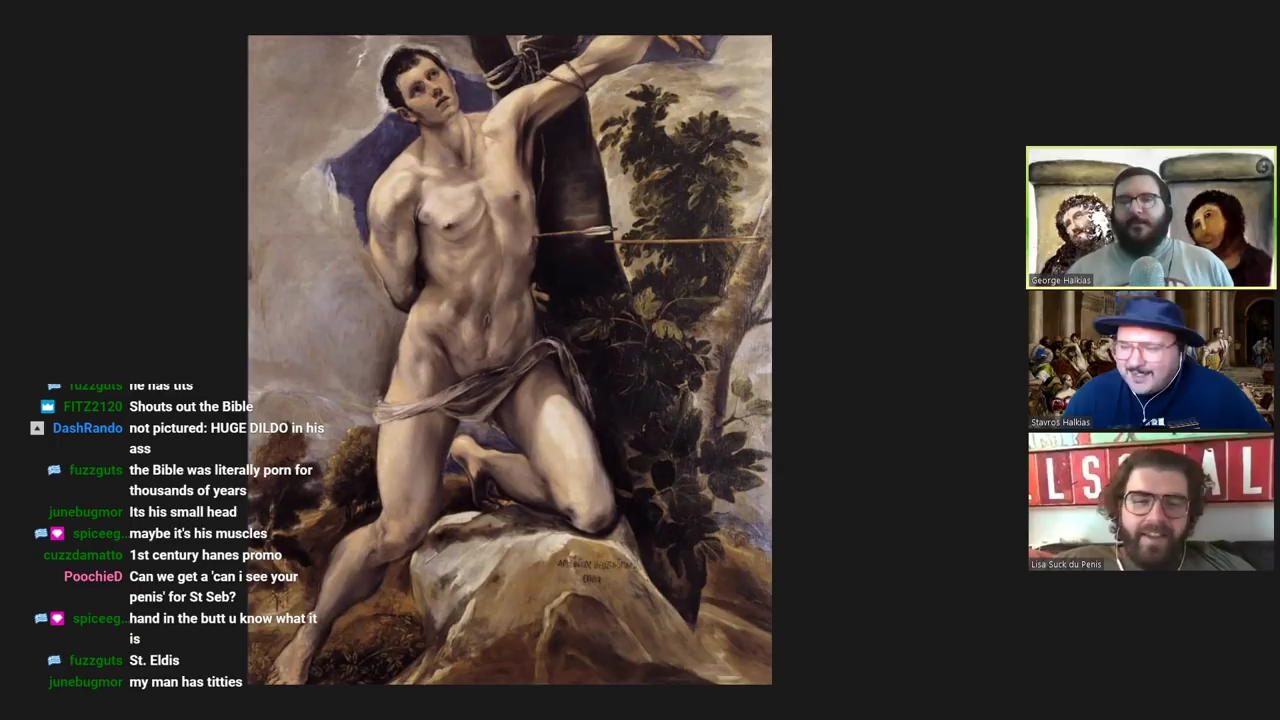 fuzzguts he has tits
FITZ2120 Shouts out the Bible
DashRando not pictured: HUGE DILDO in his
ass
fuzzguts the Bible was literally porn for
thousands of years
junebugmor Its his small head
spiceeg.. maybe it's his muscles
cuzzdamatto 1st century hanes promo
PoochieD Can we get a 'can i see your
penis' for St Seb?
spiceeg.. hand in the butt u know what it
is
fuzzguts St. Eldis
junebugmor my man has titties
George Halkias
Stavros Halkias
LS AL
Lisa Suck du Penis